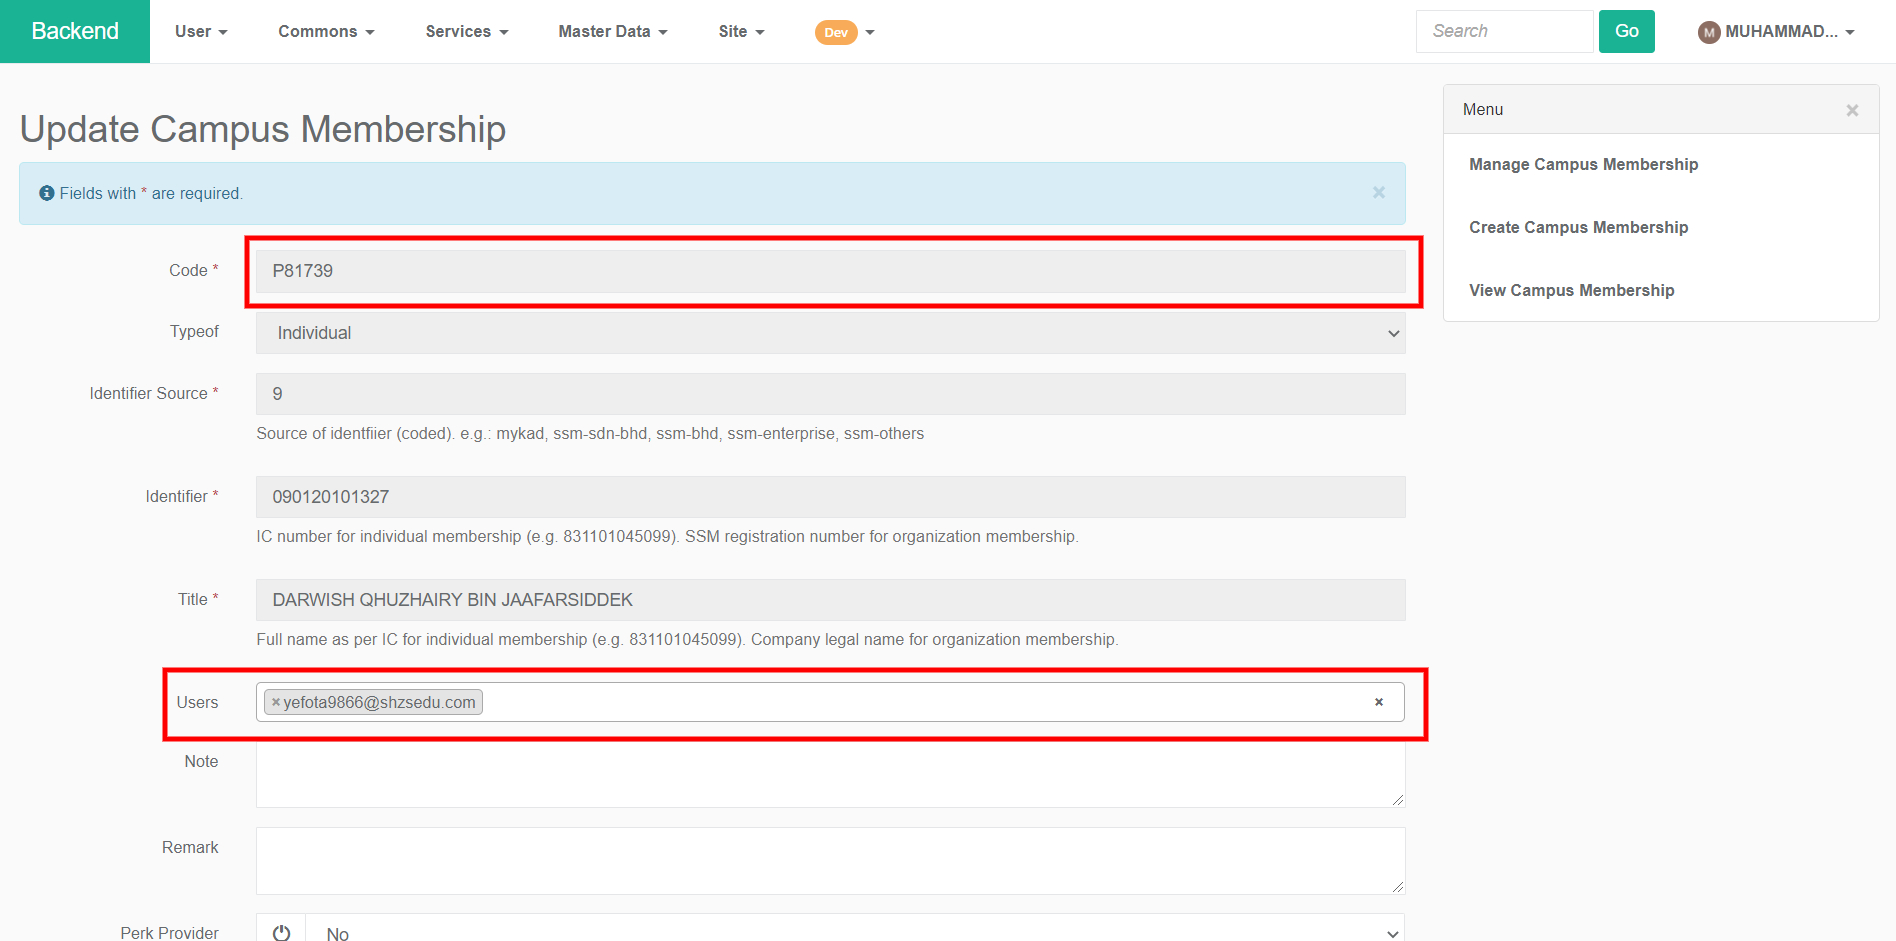 Backend User Commons Services Master Data Site Dev Search Go M MUHAMMAD...
Menu ×
Update Campus Membership
Manage Campus Membership
Fields with * are required. ×
Create Campus Membership
Code * P81739
View Campus Membership
Typeof Individual
Identifier Source * 9
Source of identfiier (coded). e.g.: mykad, ssm-sdn-bhd, ssm-bhd, ssm-enterprise, ssm-others
Identifier * 090120101327
IC number for individual membership (e.g. 831101045099). SSM registration number for organization membership.
Title * DARWISH QHUZHAIRY BIN JAAFARSIDDEK
Full name as per IC for individual membership (e.g. 831101045099). Company legal name for organization membership.
Users ×yefota9866@shzsedu.com ×
Note
Remark
Perk Provider No